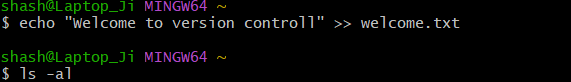 shash@Laptop_Ji MINGW64 ~
$ echo "Welcome to version controll" >> welcome.txt
shash@Laptop_Ji MINGW64 ~
$ ls -al